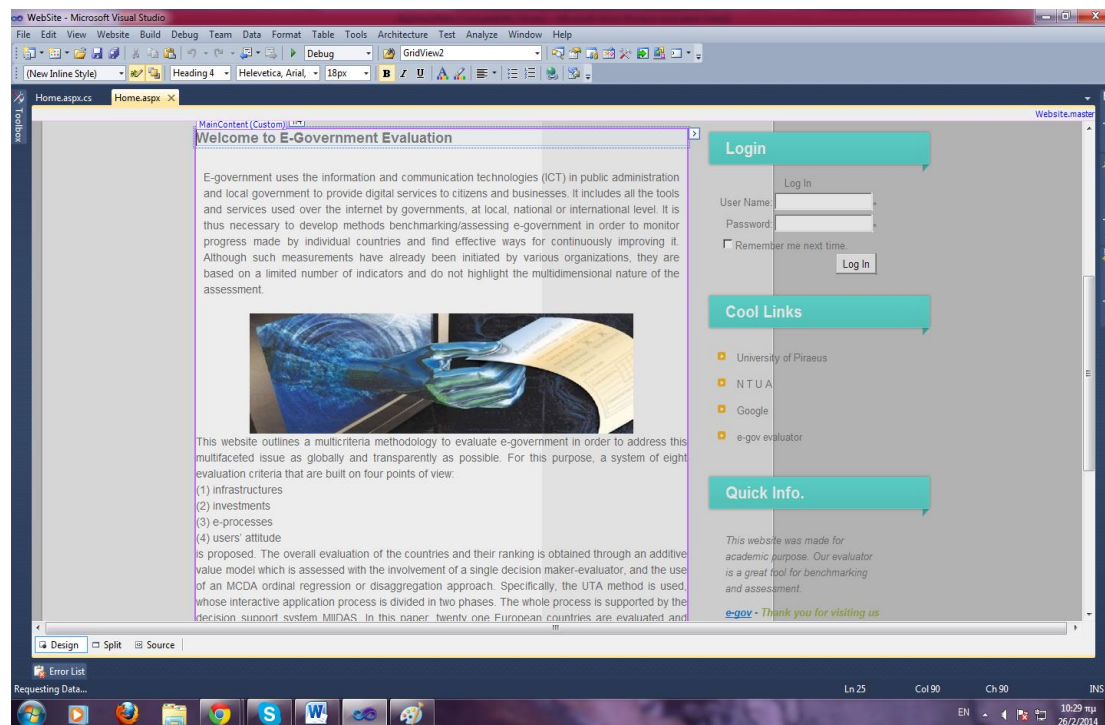 WebSite - Microsoft Visual Studio
File Edit View Website Build Debug Team Data Format Table Tools Architecture Test Analyze Window Help
Debug GridView2
(New Inline Style) Heading 4 Helvetica, Arial, 18px B I U
Home.aspx.cs Home.aspx
Toolbox
Website.master
MainContent (Custom)
Welcome to E-Government Evaluation
E-government uses the information and communication technologies (ICT) in public administration
and local government to provide digital services to citizens and businesses. It includes all the tools
and services used over the internet by governments, at local, national or international level. It is
thus necessary to develop methods benchmarking/assessing e-government in order to monitor
progress made by individual countries and find effective ways for continuously improving it.
Although such measurements have already been initiated by various organizations, they are
based on a limited number of indicators and do not highlight the multidimensional nature of the
assessment.
This website outlines a multicriteria methodology to evaluate e-government in order to address this
multifaceted issue as globally and transparently as possible. For this purpose, a system of eight
evaluation criteria that are built on four points of view:
(1) infrastructures
(2) investments
(3) e-processes
(4) users' attitude
is proposed. The overall evaluation of the countries and their ranking is obtained through an additive
value model which is assessed with the involvement of a single decision maker-evaluator, and the use
of an MCDA ordinal regression or disaggregation approach. Specifically, the UTA method is used,
whose interactive application process is divided in two phases. The whole process is supported by the
decision support system MIIDAS. In this paper, twenty one European countries are evaluated and
Login
Log In
User Name: *
Password: *
Remember me next time.
Log In
Cool Links
University of Piraeus
N T U A
Google
e-gov evaluator
Quick Info.
This website was made for
academic purpose. Our evaluator
is a great tool for benchmarking
and assessment.
e-gov - Thank you for visiting us
Design Split Source
Error List
Requesting Data... Ln 25 Col 90 Ch 90 INS
EN 10:29 πμ
26/2/2014